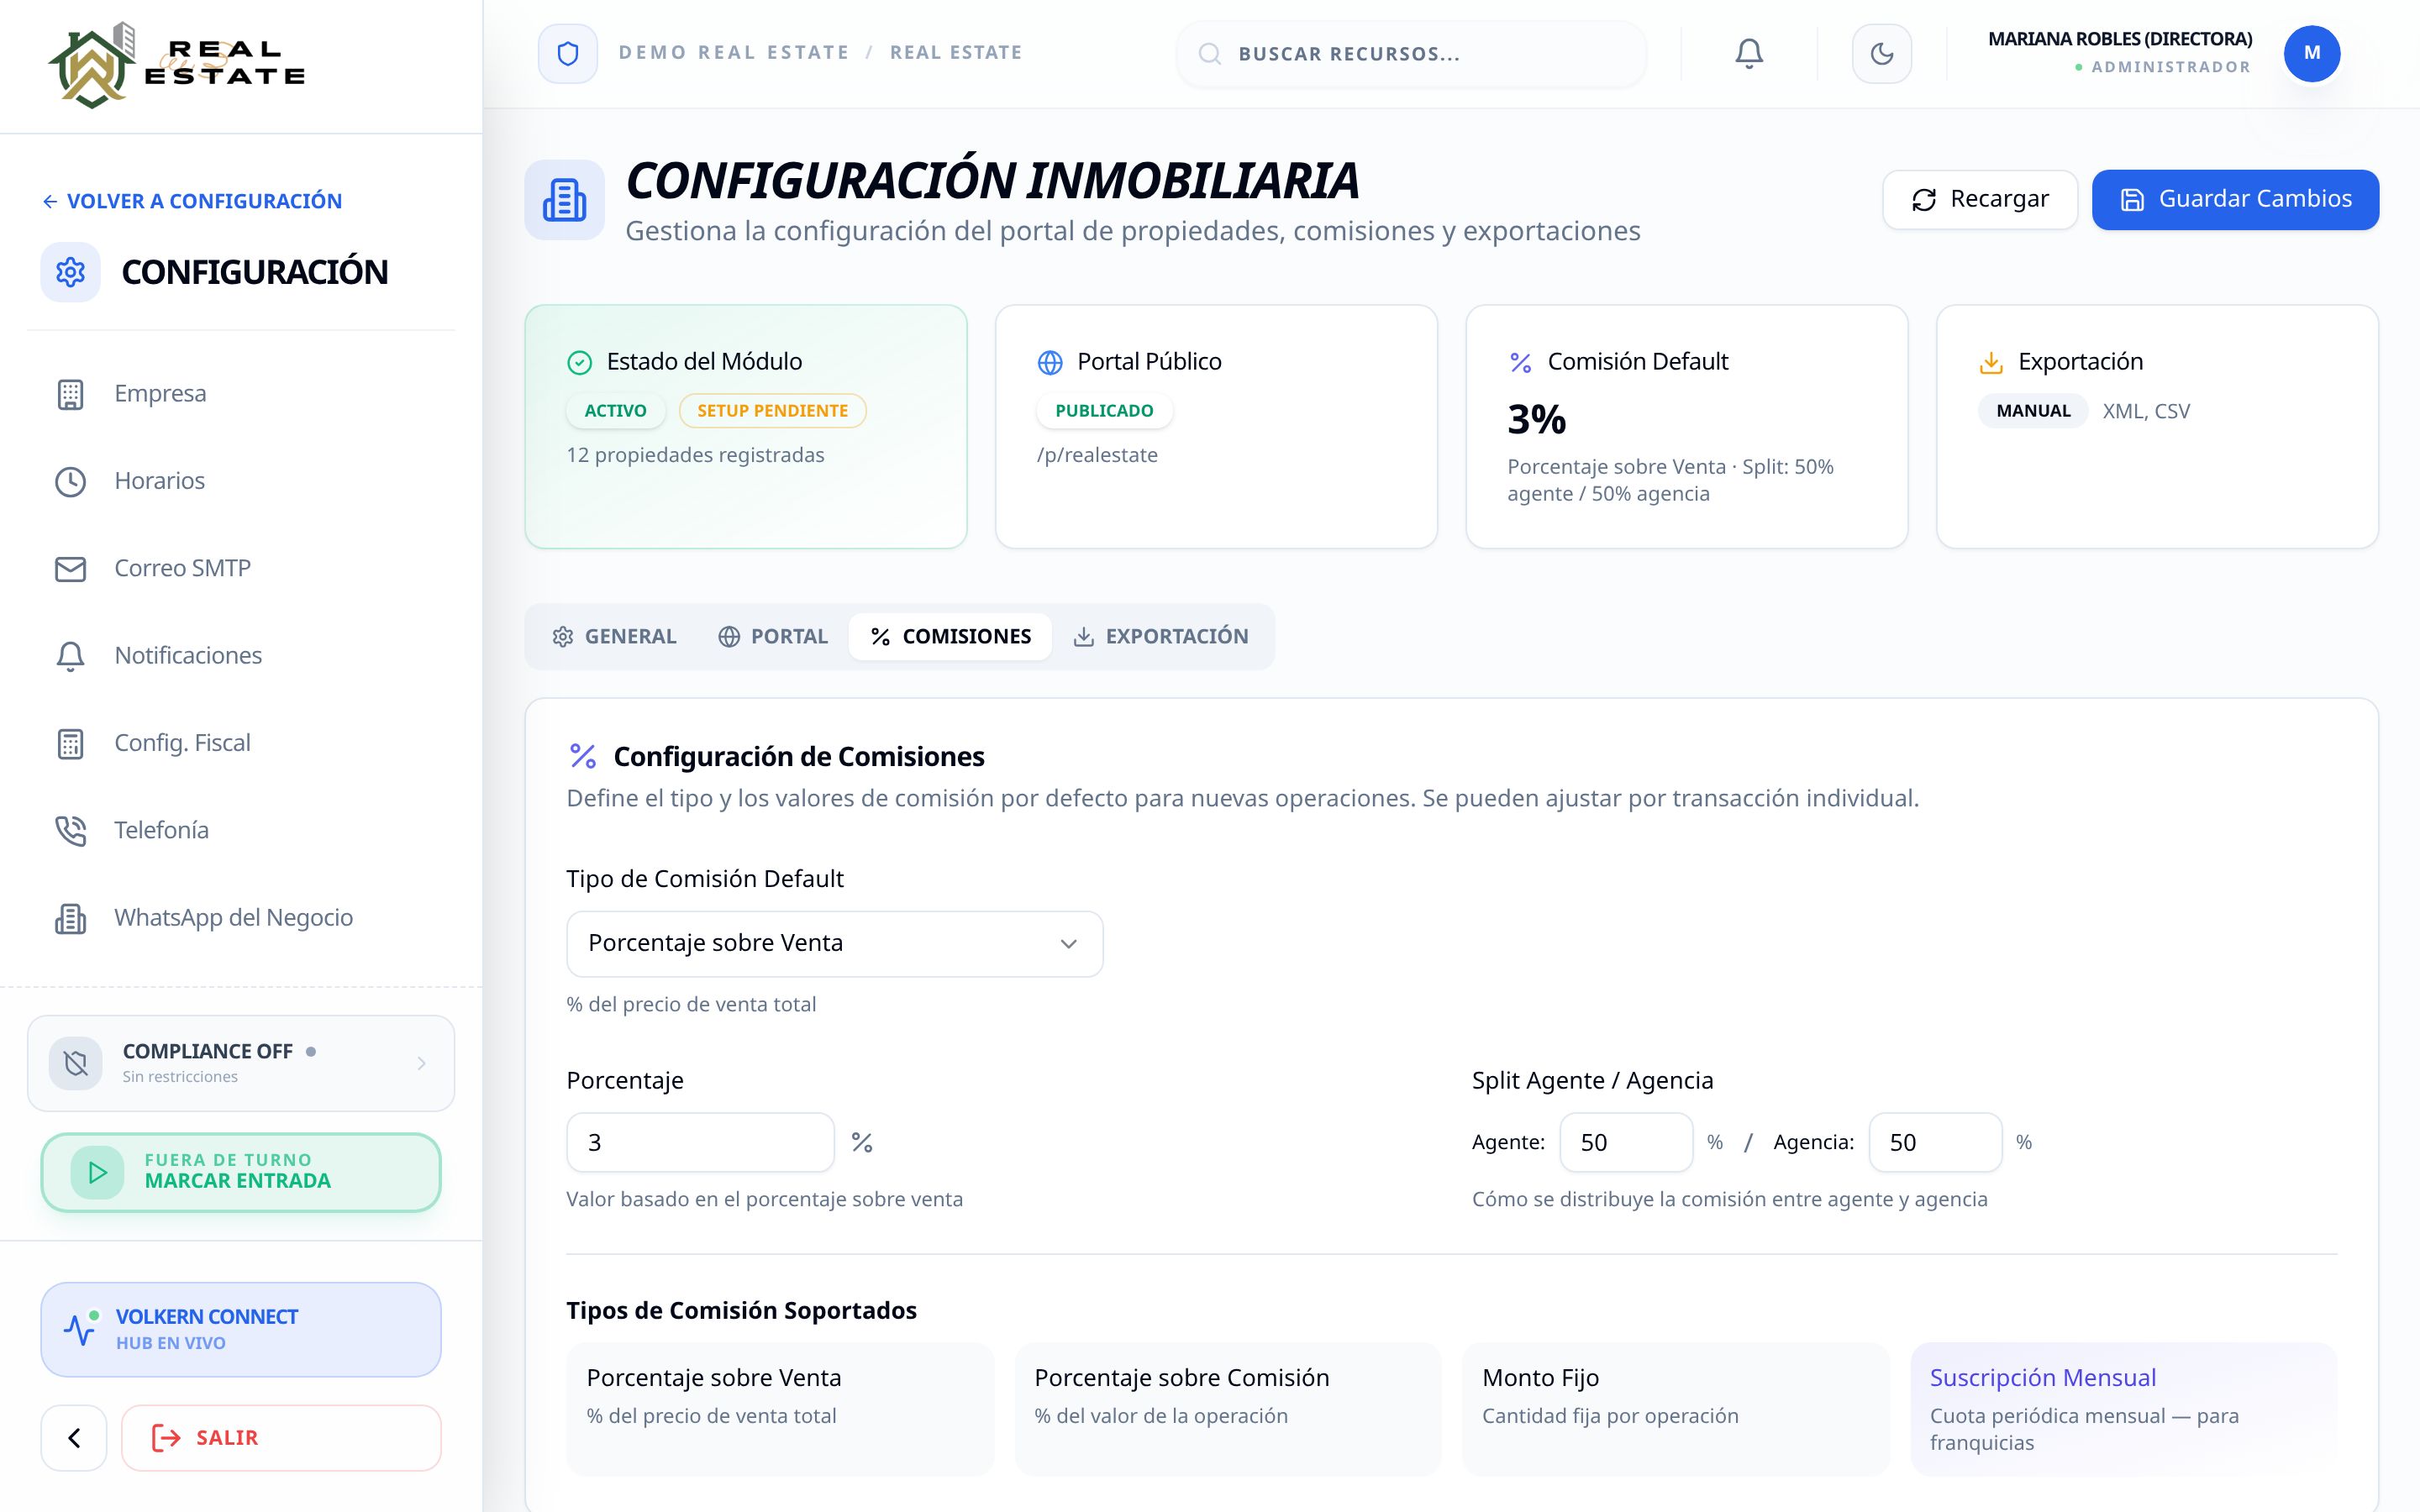 REAL
ESTATE
← VOLVER A CONFIGURACIÓN
CONFIGURACIÓN
Empresa
Horarios
Correo SMTP
Notificaciones
Config. Fiscal
Telefonía
WhatsApp del Negocio
COMPLIANCE OFF
Sin restricciones
FUERA DE TURNO
MARCAR ENTRADA
VOLKERN CONNECT
HUB EN VIVO
SALIR
DEMO REAL ESTATE / REAL ESTATE
BUSCAR RECURSOS...
MARIANA ROBLES (DIRECTORA)
ADMINISTRADOR
M
CONFIGURACIÓN INMOBILIARIA
Gestiona la configuración del portal de propiedades, comisiones y exportaciones
Recargar
Guardar Cambios
Estado del Módulo
ACTIVO SETUP PENDIENTE
12 propiedades registradas
Portal Público
PUBLICADO
/p/realestate
Comisión Default
3%
Porcentaje sobre Venta · Split: 50%
agente / 50% agencia
Exportación
MANUAL XML, CSV
GENERAL PORTAL COMISIONES EXPORTACIÓN
Configuración de Comisiones
Define el tipo y los valores de comisión por defecto para nuevas operaciones. Se pueden ajustar por transacción individual.
Tipo de Comisión Default
Porcentaje sobre Venta
% del precio de venta total
Porcentaje
3 %
Valor basado en el porcentaje sobre venta
Split Agente / Agencia
Agente: 50 % / Agencia: 50 %
Cómo se distribuye la comisión entre agente y agencia
Tipos de Comisión Soportados
Porcentaje sobre Venta
% del precio de venta total
Porcentaje sobre Comisión
% del valor de la operación
Monto Fijo
Cantidad fija por operación
Suscripción Mensual
Cuota periódica mensual — para
franquicias